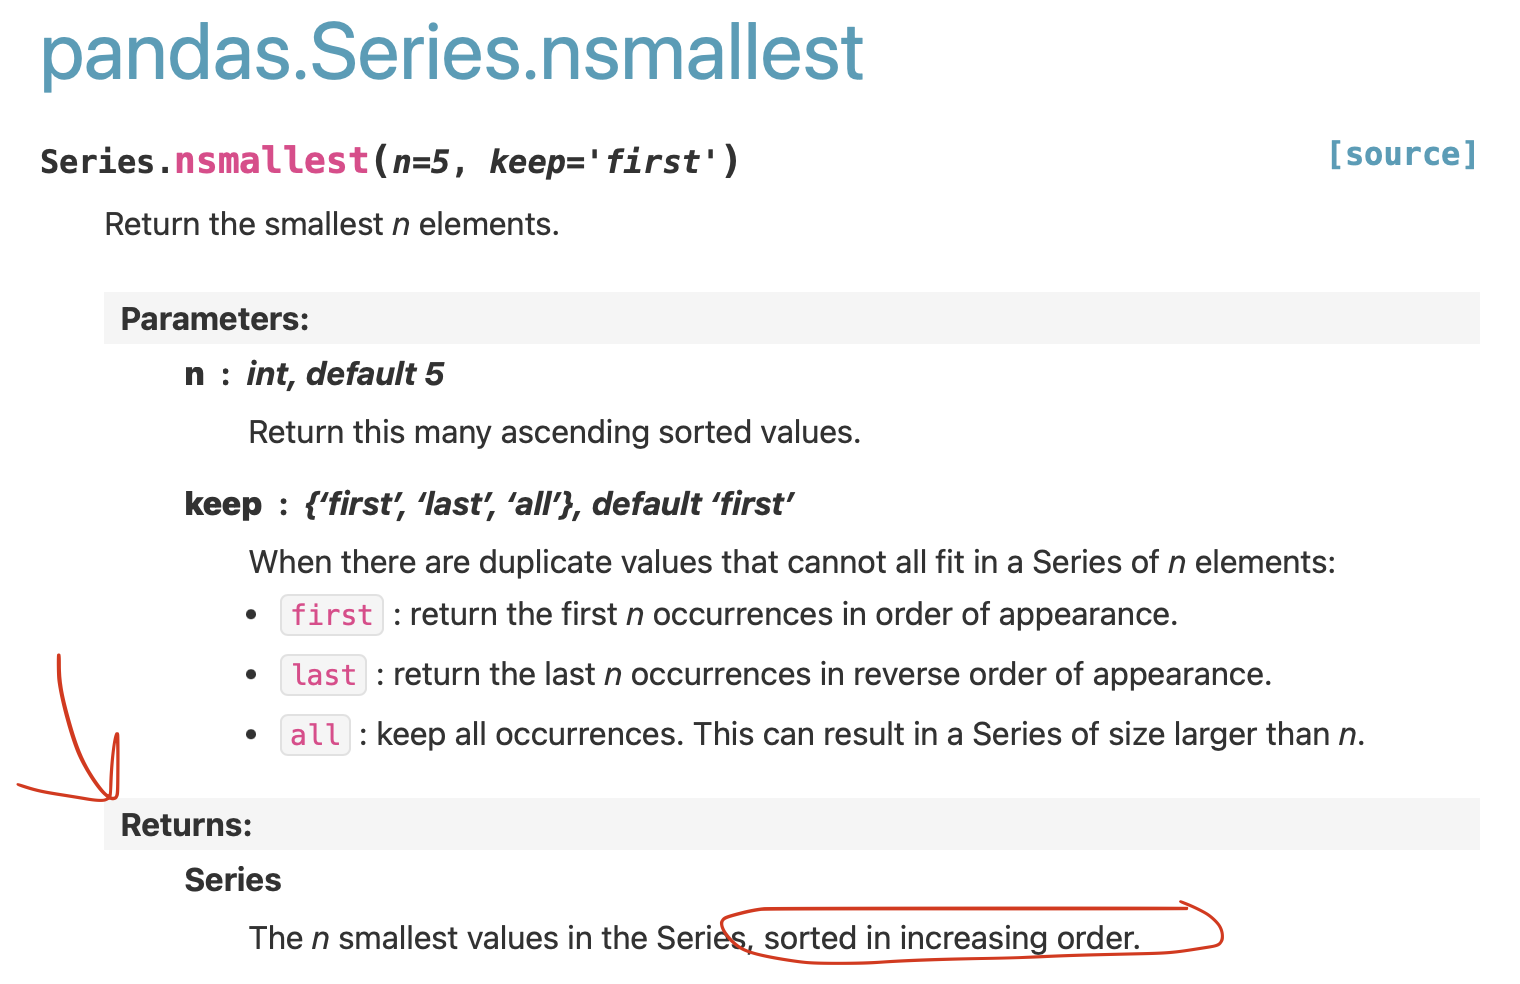 pandas.Series.nsmallest
Series.nsmallest(n=5, keep='first') [source]
Return the smallest n elements.
Parameters:
n : int, default 5
Return this many ascending sorted values.
keep : {‘first’, ‘last’, ‘all’}, default ‘first’
When there are duplicate values that cannot all fit in a Series of n elements:
• first : return the first n occurrences in order of appearance.
• last : return the last n occurrences in reverse order of appearance.
• all : keep all occurrences. This can result in a Series of size larger than n.
Returns:
Series
The n smallest values in the Series, sorted in increasing order.